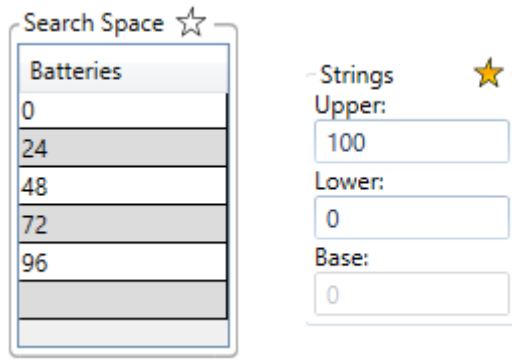 Search Space
Batteries
0
24
48
72
96
Strings
Upper:
100
Lower:
0
Base:
0